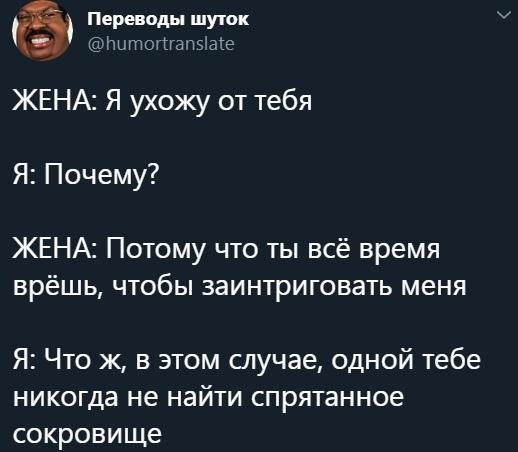 Переводы шуток
@humortranslate
ЖЕНА: Я ухожу от тебя
Я: Почему?
ЖЕНА: Потому что ты всё время
врёшь, чтобы заинтриговать меня
Я: Что ж, в этом случае, одной тебе
никогда не найти спрятанное
сокровище